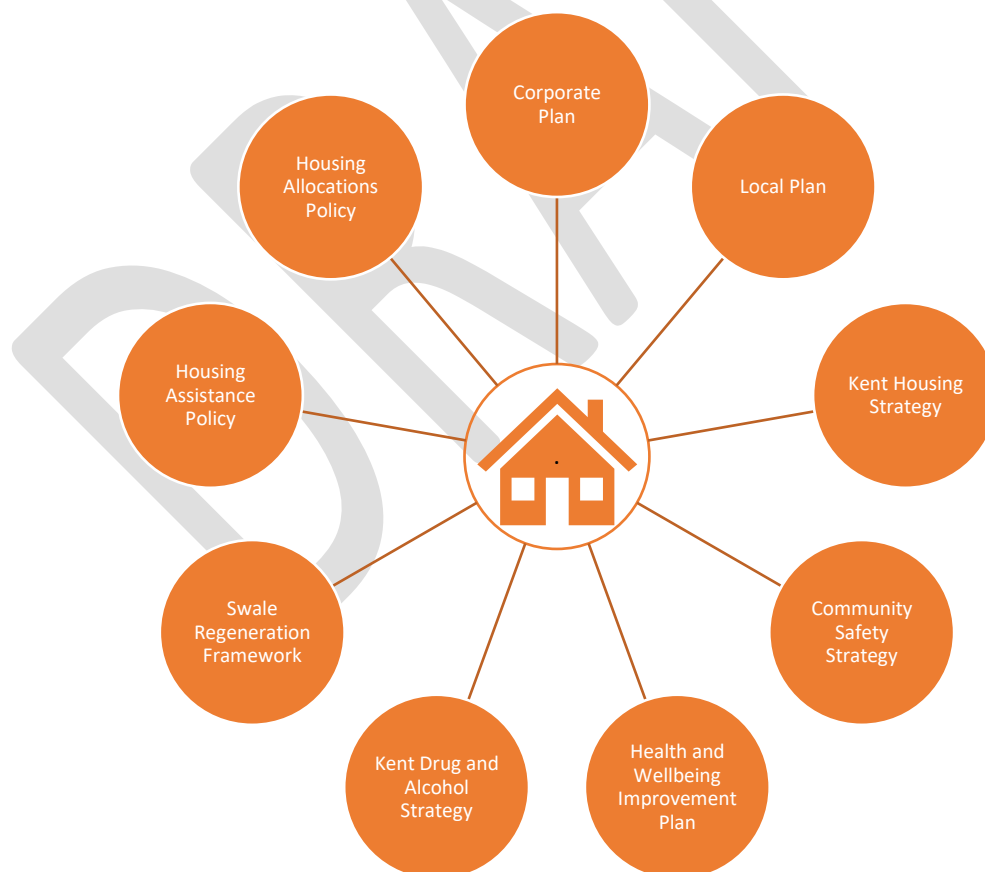 Corporate
Plan
Local Plan
Kent Housing
Strategy
Community
Safety
Strategy
Health and
Wellbeing
Improvement
Plan
Kent Drug and
Alcohol
Strategy
Swale
Regeneration
Framework
Housing
Assistance
Policy
Housing
Allocations
Policy
.
DRA